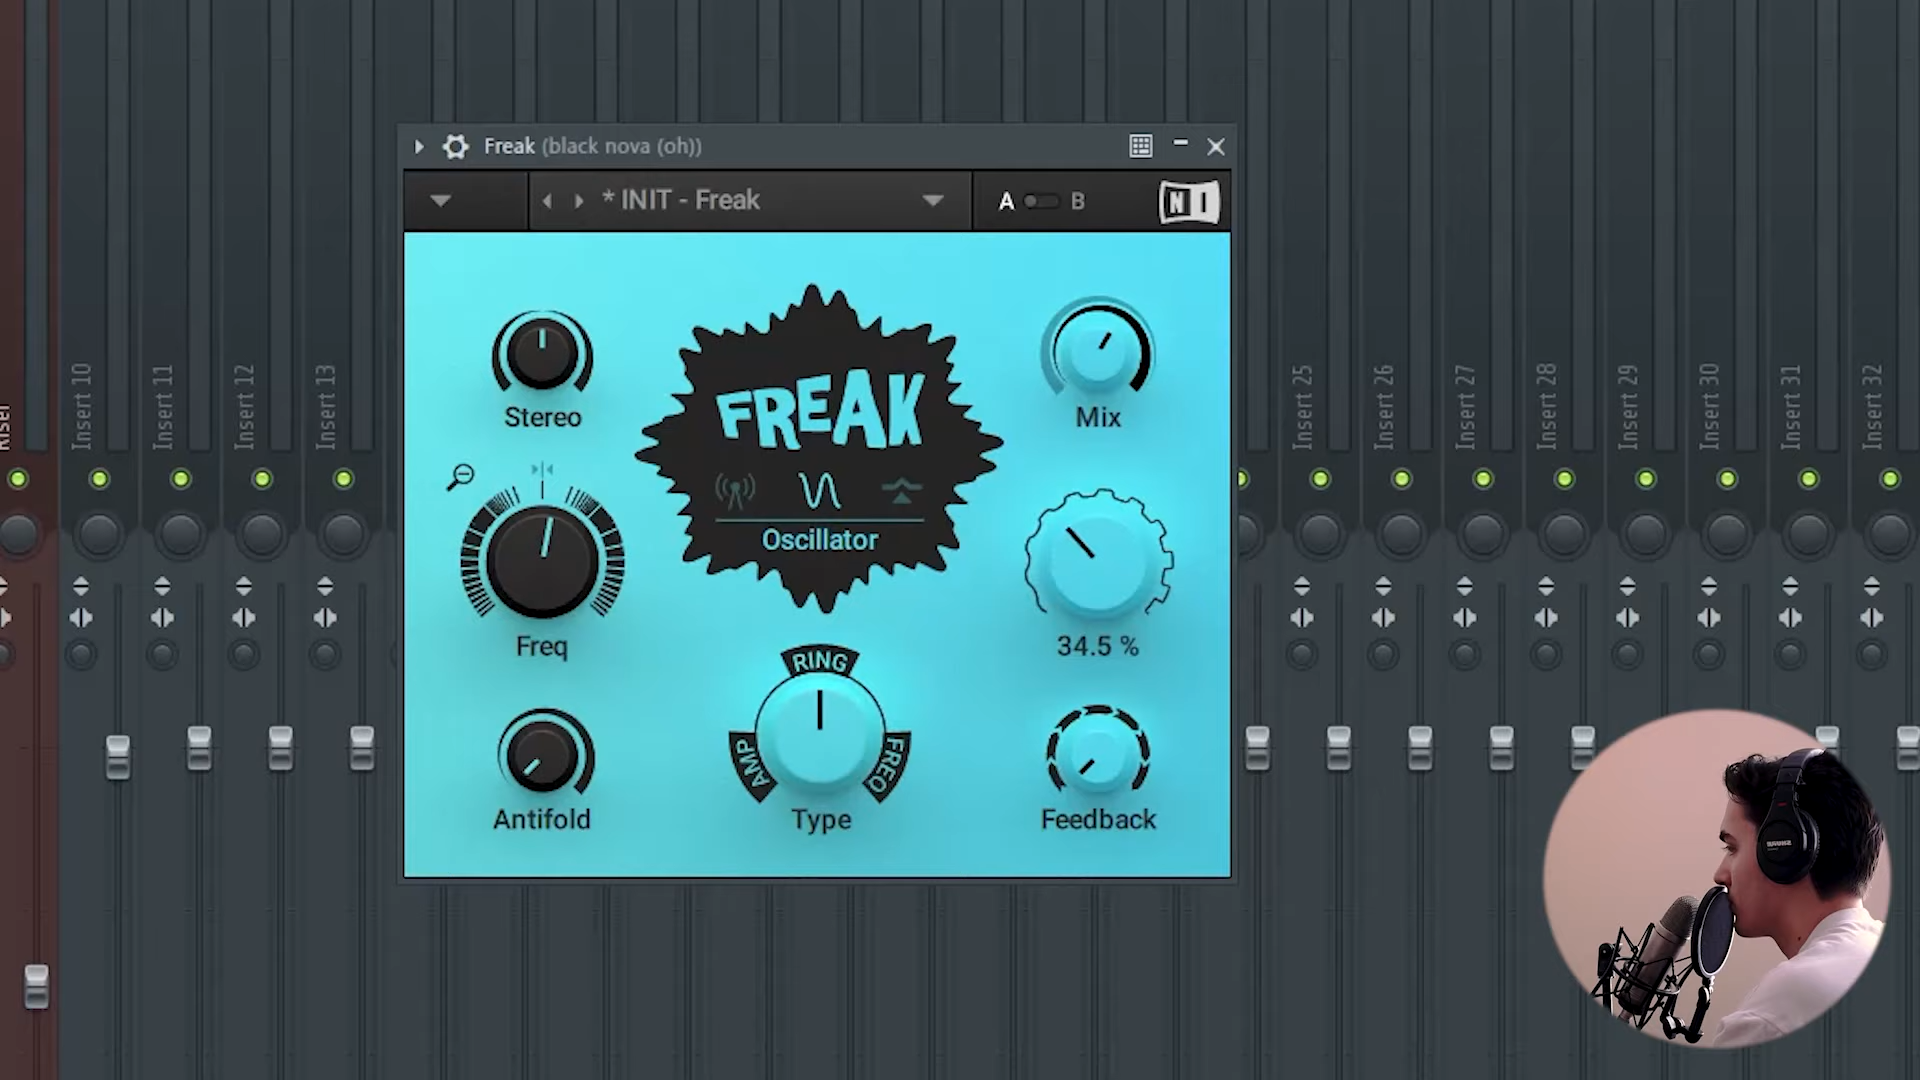 Freak (black nova (oh))
* INIT - Freak
A B
N I
Stereo
FREAK
Mix
Oscillator
Freq
34.5 %
RING
AMP
FREQ
Antifold
Type
Feedback
Riser
Insert 10
Insert 11
Insert 12
Insert 13
Insert 25
Insert 26
Insert 27
Insert 28
Insert 29
Insert 30
Insert 31
Insert 32